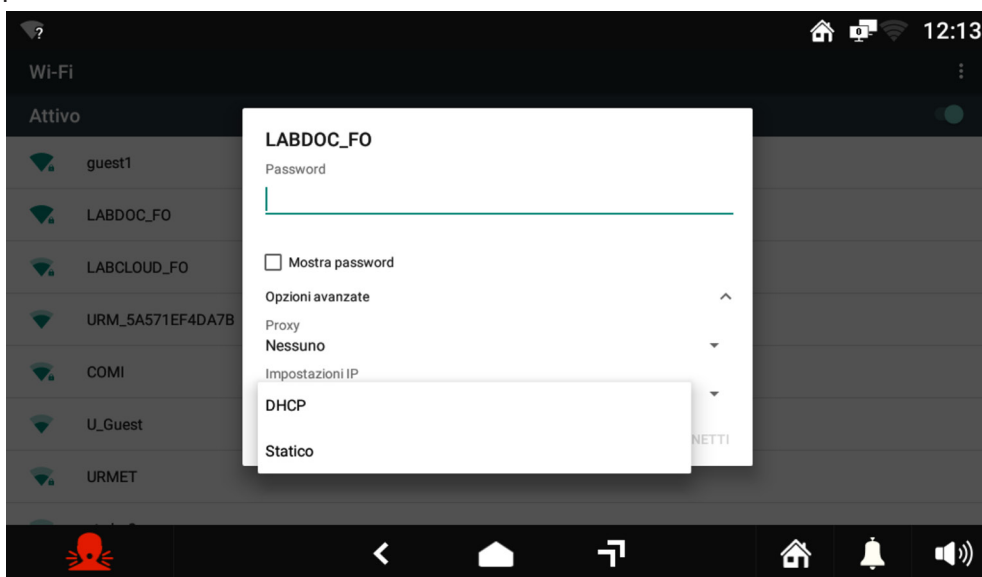 ?
12:13
Wi-Fi
Attivo
guest1
LABDOC_FO
LABCLOUD_FO
URM_5A571EF4DA7B
COMI
U_Guest
URMET
LABDOC_FO
Password
Mostra password
Opzioni avanzate
Proxy
Nessuno
Impostazioni IP
DHCP
Statico
NETTI